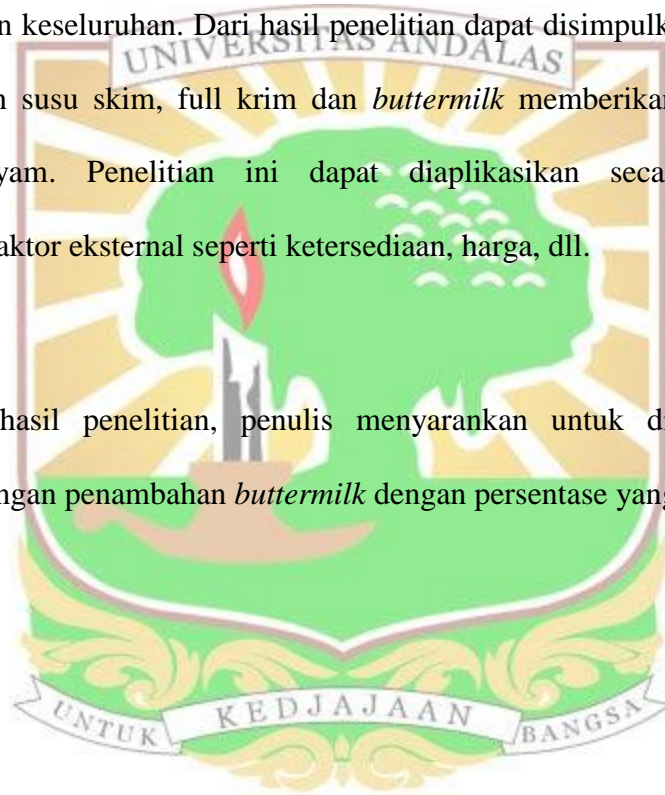 n keseluruhan. Dari hasil penelitian dapat disimpulk
UNIVERSITAS ANDALAS
n susu skim, full krim dan buttermilk memberikan
yam. Penelitian ini dapat diaplikasikan seca
aktor eksternal seperti ketersediaan, harga, dll.
hasil penelitian, penulis menyarankan untuk di
ngan penambahan buttermilk dengan persentase yang
UNTUK KEDJAJAAN BANGSA